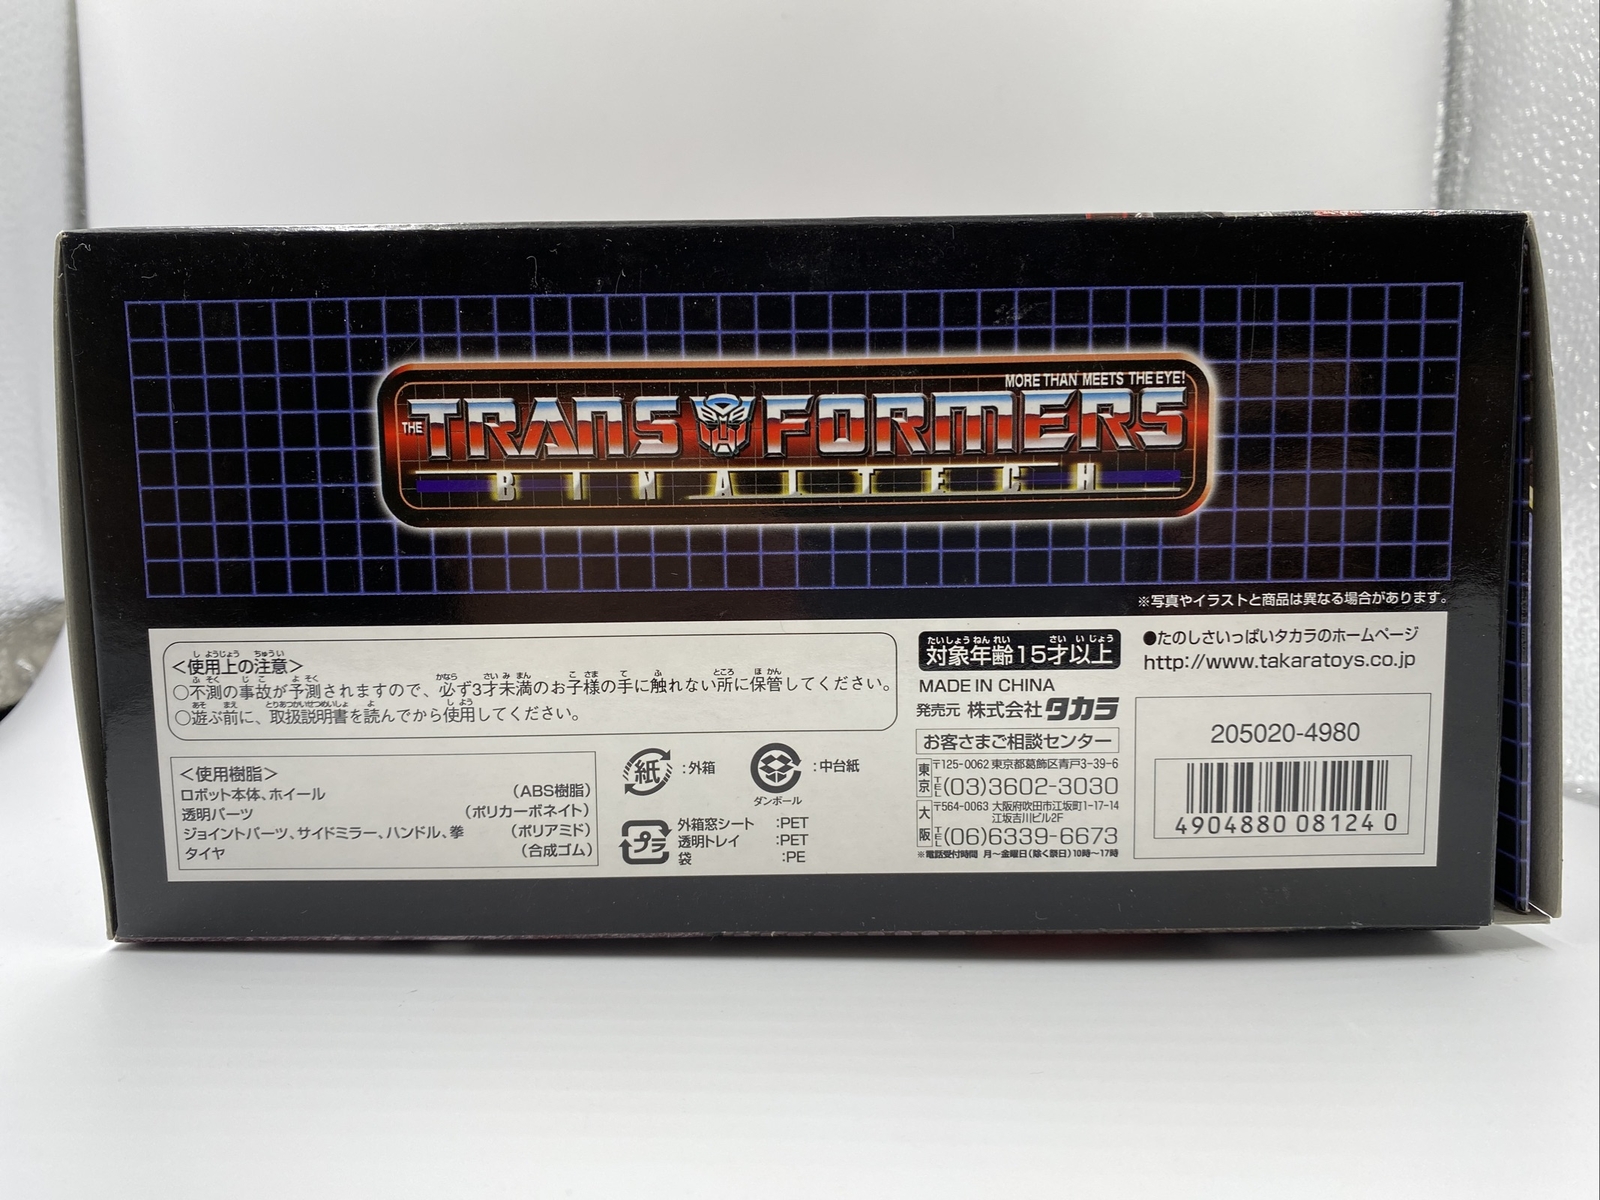 MORE THAN MEETS THE EYE!
THE TRANSFORMERS
BINALTECH
※写真やイラストと商品は異なる場合があります。
<使用上の注意>
○不測の事故が予測されますので、必ず3才未満のお子様の手に触れない所に保管してください。
○遊ぶ前に、取扱説明書を読んでから使用してください。
<使用樹脂>
ロボット本体、ホイール (ABS樹脂)
透明パーツ (ポリカーボネイト)
ジョイントパーツ、サイドミラー、ハンドル、拳 (ポリアミド)
タイヤ (合成ゴム)
紙 :外箱
:中台紙
ダンボール
プラ
外箱窓シート :PET
透明トレイ :PET
袋 :PE
対象年齢15才以上
MADE IN CHINA
発売元 株式会社タカラ
お客さまご相談センター
東京 〒125-0062 東京都葛飾区青戸3-39-6
TEL (03)3602-3030
大阪 〒564-0063 大阪府吹田市江坂町1-17-14
江坂吉川ビル2F
TEL (06)6339-6673
※電話受付時間 月〜金曜日(除く祭日)10時〜17時
●たのしさいっぱいタカラのホームページ
http://www.takaratoys.co.jp
205020-4980
4904880 081240